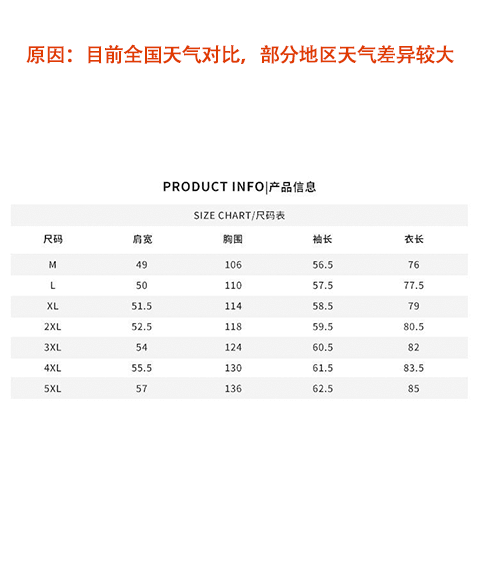 原因：目前全国天气对比，部分地区天气差异较大
PRODUCT INFO|产品信息
SIZE CHART/尺码表
尺码 肩宽 胸围 袖长 衣长
M 49 106 56.5 76
L 50 110 57.5 77.5
XL 51.5 114 58.5 79
2XL 52.5 118 59.5 80.5
3XL 54 124 60.5 82
4XL 55.5 130 61.5 83.5
5XL 57 136 62.5 85